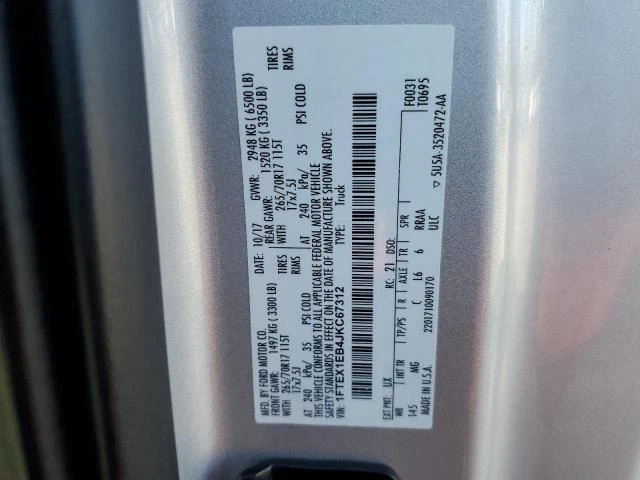 MFD. BY FORD MOTOR CO.
10/17 GVWR: 2948 KG ( 6500 LB)
FRONT GAWR: 1497 KG ( 3300 LB) REAR GAWR: 1520 KG ( 3350 LB)
WITH 265/70R17 115T TIRES WITH 265/70R17 115T TIRES
17x7.5J RIMS 17x7.5J RIMS
AT 240 kPa/ 35 PSI COLD AT 240 kPa/ 35 PSI COLD
THIS VEHICLE CONFORMS TO ALL APPLICABLE FEDERAL MOTOR VEHICLE
SAFETY STANDARDS IN EFFECT ON THE DATE OF MANUFACTURE SHOWN ABOVE.
VIN: 1FTEX1EB4JKC67312 TYPE: Truck
F0031
T0695
EXT PNT: UX RC: 21 DSO:
WB INT TR TP/PS R AXLE TR SPR
145 MG C L6 6 RRAA
MADE IN U.S.A. 2201710090170 ULC
▽ 5U5A-3520472-AA